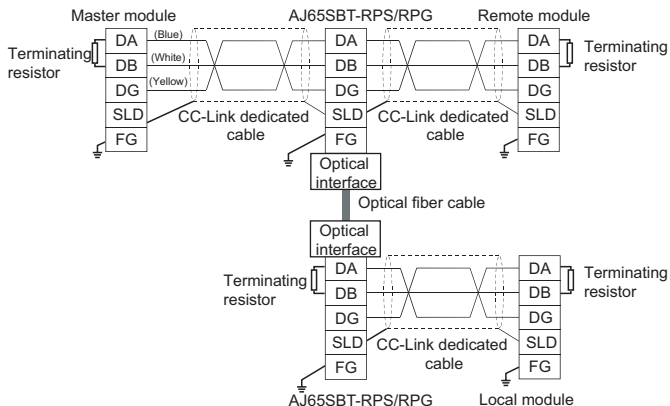 Master module
AJ65SBT-RPS/RPG
Remote module
Terminating
resistor
DA
DB
DG
SLD
FG
(Blue)
(White)
(Yellow)
CC-Link dedicated
cable
DA
DB
DG
SLD
FG
CC-Link dedicated
cable
DA
DB
DG
SLD
FG
Terminating
resistor
Optical
interface
Optical fiber cable
Optical
interface
Terminating
resistor
DA
DB
DG
SLD
FG
CC-Link dedicated
cable
DA
DB
DG
SLD
FG
Terminating
resistor
AJ65SBT-RPS/RPG
Local module